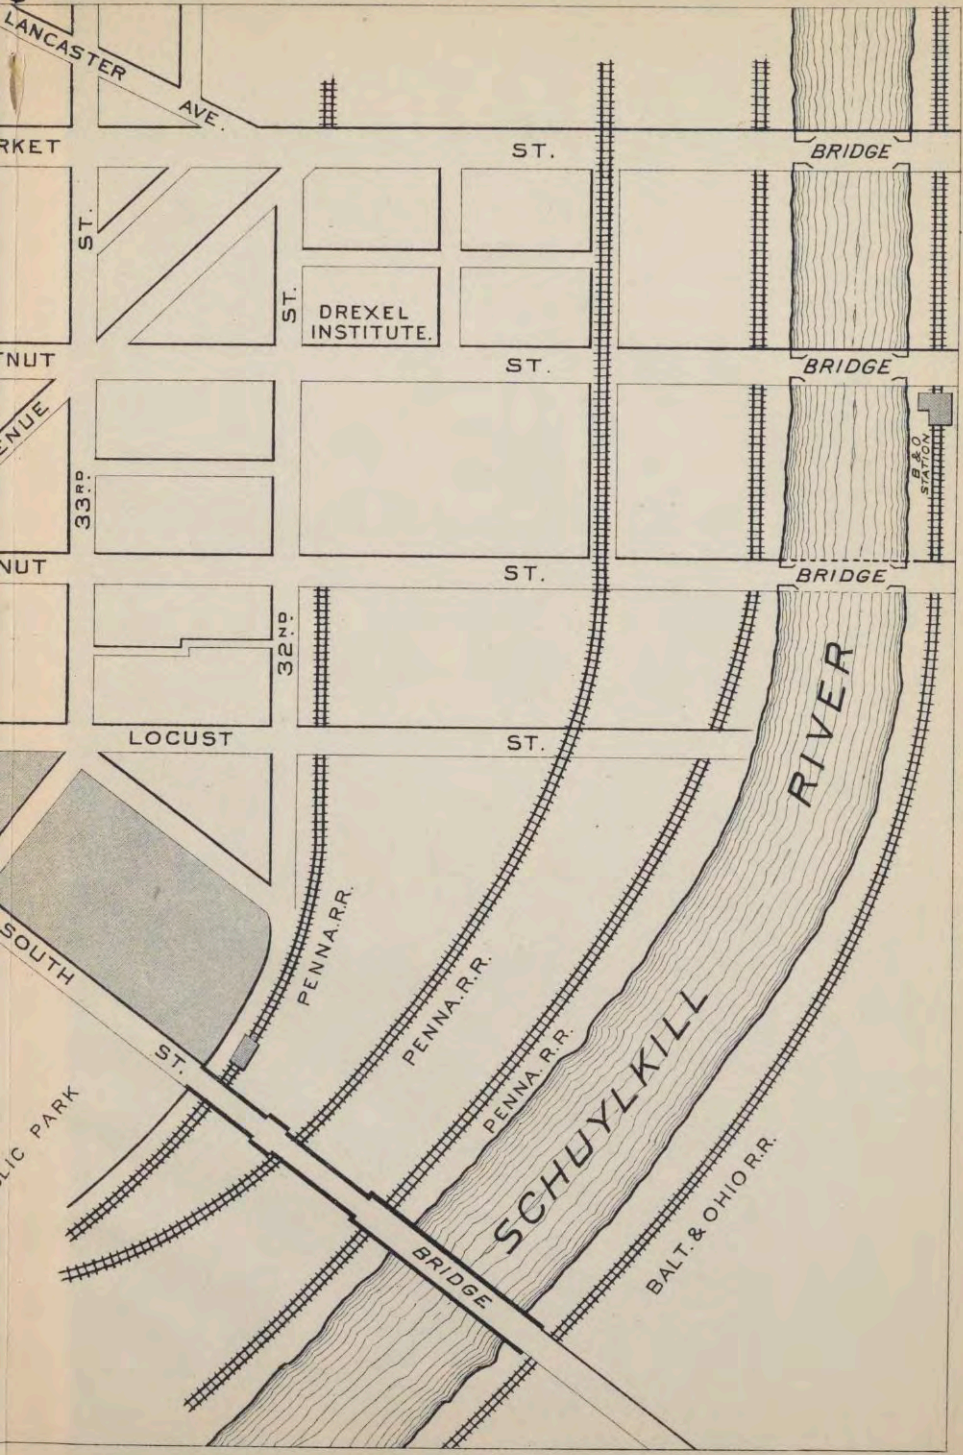 LANCASTER AVE.
RKET ST.
BRIDGE
ST.
ST.
DREXEL
INSTITUTE.
TNUT ST.
BRIDGE
ENUE
B & O
STATION
33RD.
NUT ST.
BRIDGE
32ND.
LOCUST ST.
SCHUYLKILL RIVER
SOUTH ST.
PENNA.R.R.
PENNA.R.R.
PENNA.R.R.
LIC PARK
BRIDGE
BALT. & OHIO R.R.